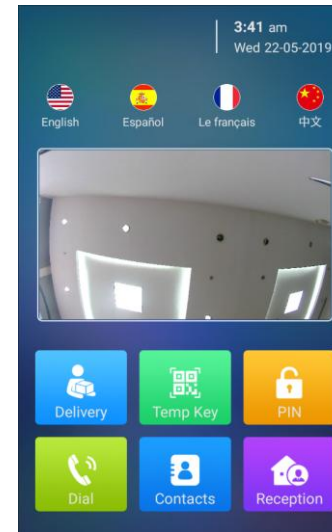 3:41 am
Wed 22-05-2019
English Español Le français 中文
Delivery Temp Key PIN
Dial Contacts Reception